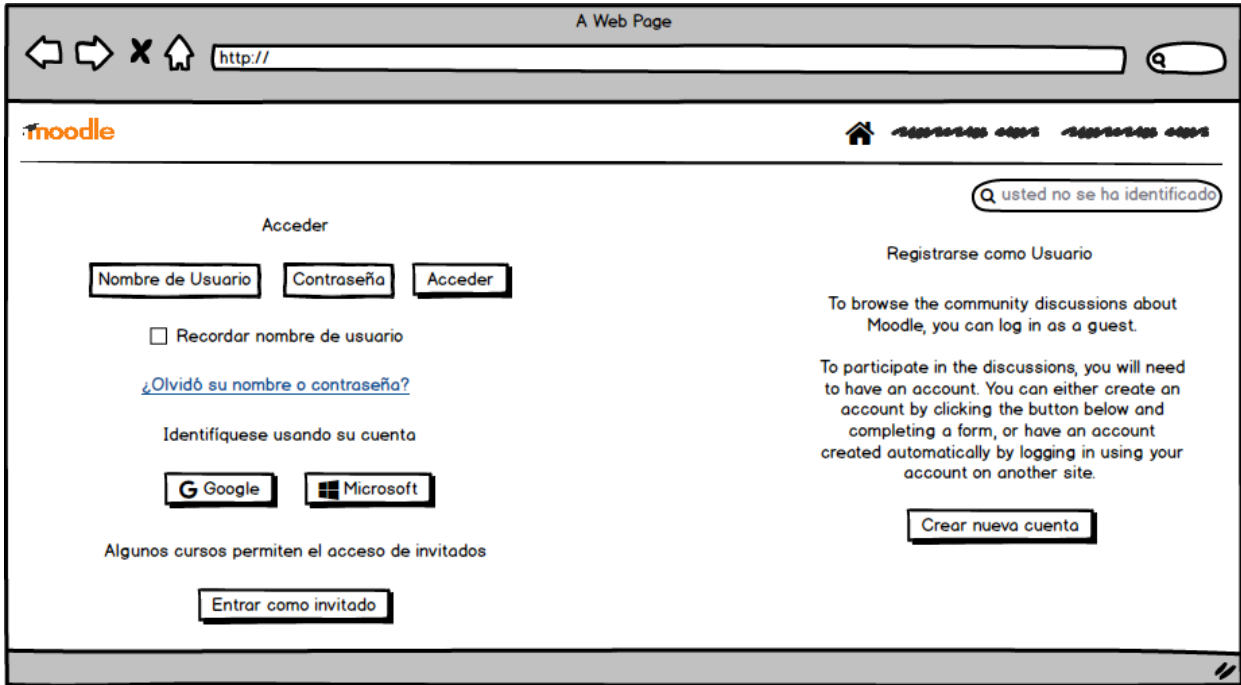 A Web Page
http://
moodle
usted no se ha identificado
Acceder
Nombre de Usuario Contraseña Acceder
Recordar nombre de usuario
¿Olvidó su nombre o contraseña?
Identifíquese usando su cuenta
Google Microsoft
Algunos cursos permiten el acceso de invitados
Entrar como invitado
Registrarse como Usuario
To browse the community discussions about
Moodle, you can log in as a guest.
To participate in the discussions, you will need
to have an account. You can either create an
account by clicking the button below and
completing a form, or have an account
created automatically by logging in using your
account on another site.
Crear nueva cuenta